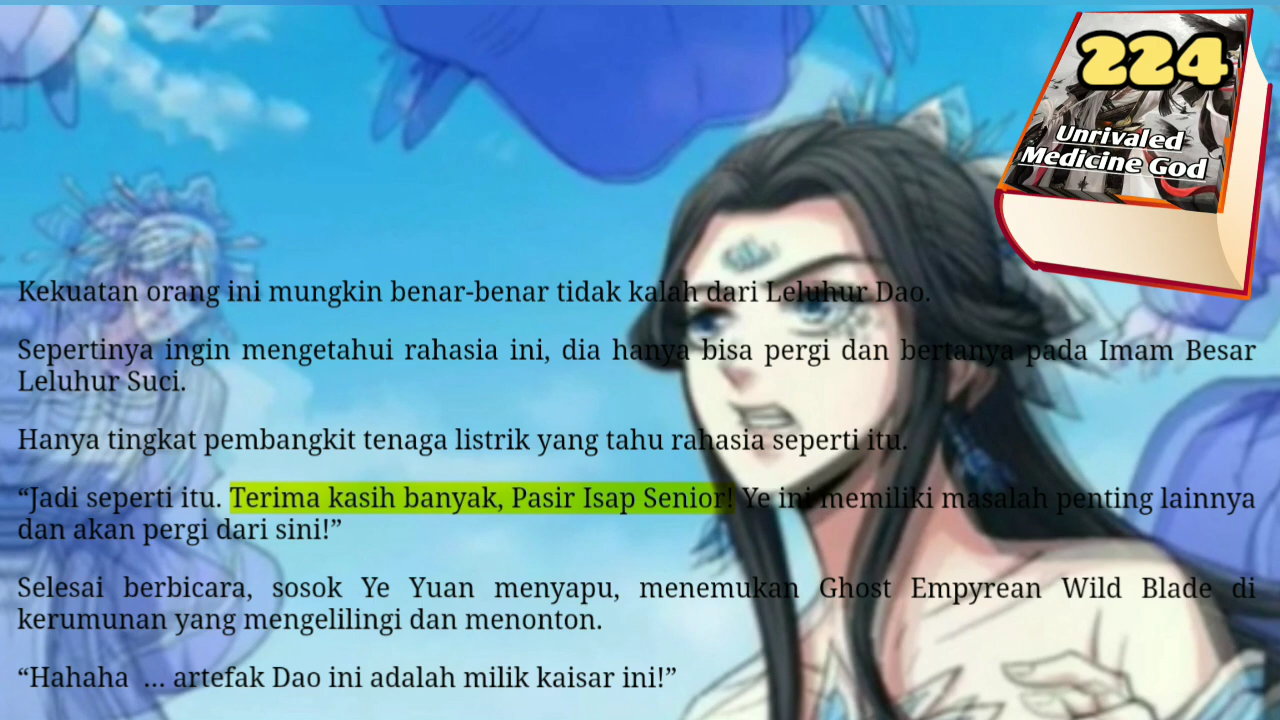 224
Unrivaled
Medicine God
Kekuatan orang ini mungkin benar-benar tidak kalah dari Leluhur Dao.
Sepertinya ingin mengetahui rahasia ini, dia hanya bisa pergi dan bertanya pada Imam Besar
Leluhur Suci.
Hanya tingkat pembangkit tenaga listrik yang tahu rahasia seperti itu.
“Jadi seperti itu. Terima kasih banyak, Pasir Isap Senior! Ye ini memiliki masalah penting lainnya
dan akan pergi dari sini!”
Selesai berbicara, sosok Ye Yuan menyapu, menemukan Ghost Empyrean Wild Blade di
kerumunan yang mengelilingi dan menonton.
“Hahaha ... artefak Dao ini adalah milik kaisar ini!”